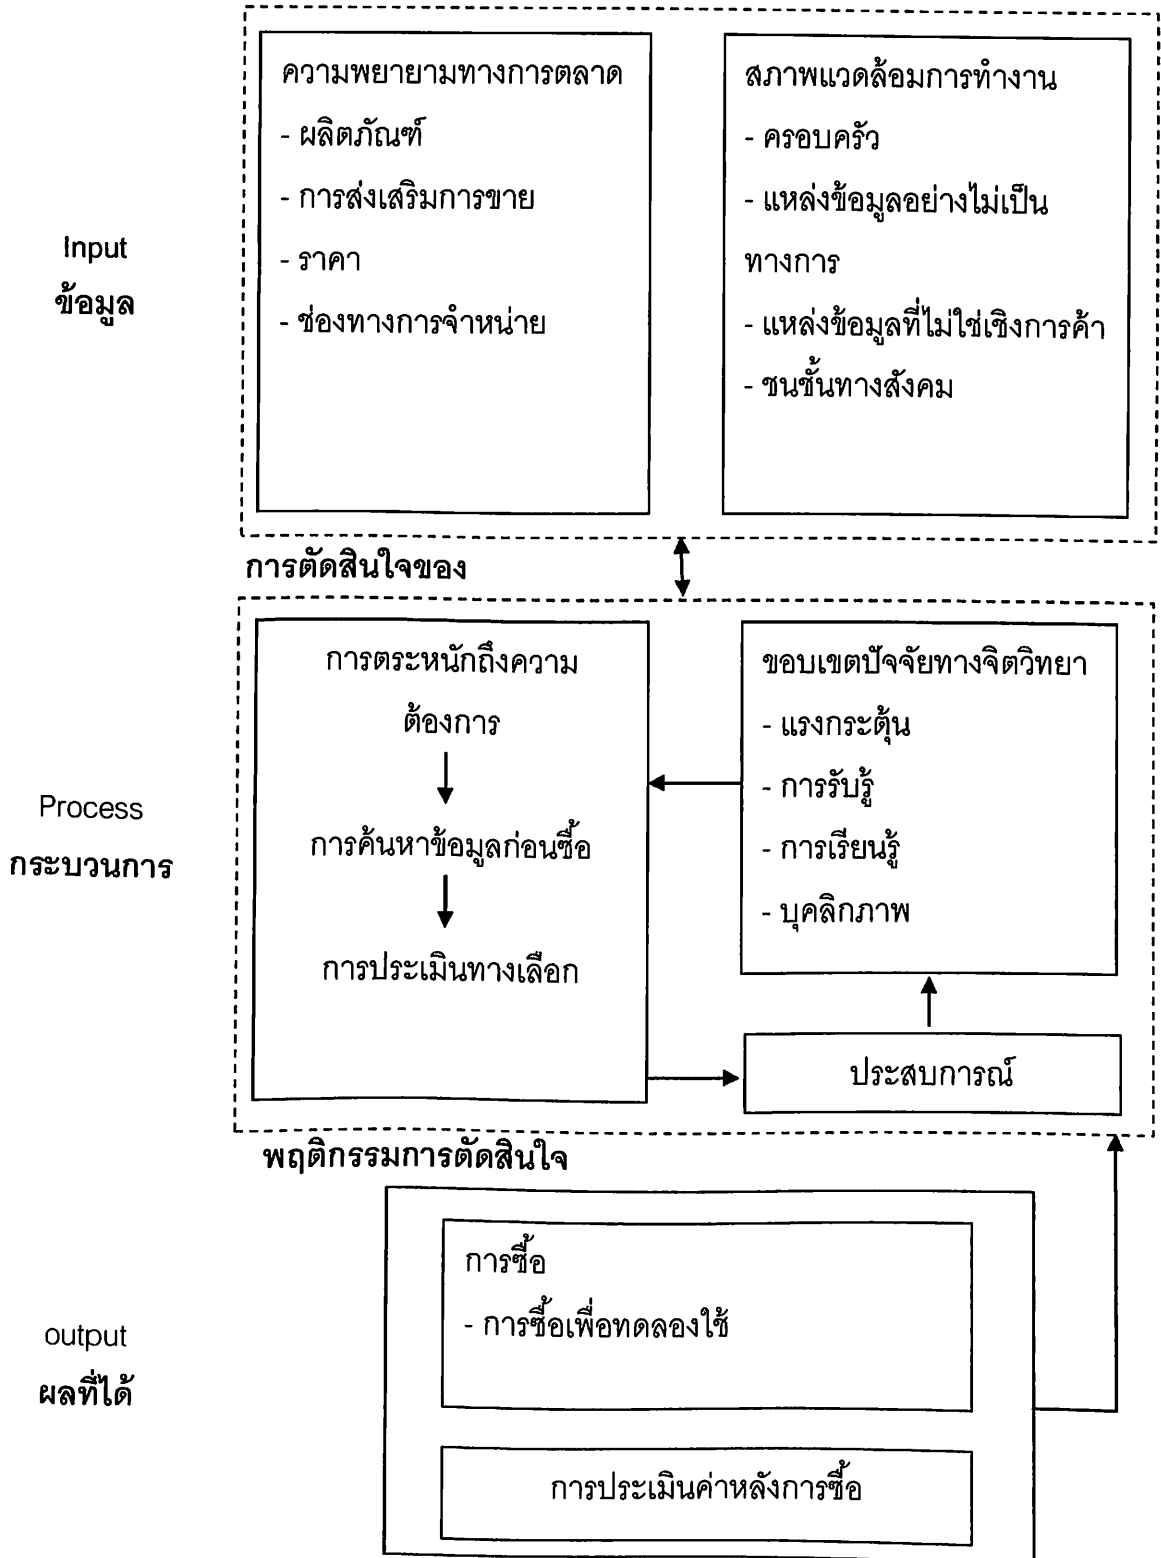 Input
ข้อมูล
ความพยายามทางการตลาด
- ผลิตภัณฑ์
- การส่งเสริมการขาย
- ราคา
- ช่องทางการจำหน่าย
สภาพแวดล้อมการทำงาน
- ครอบครัว
- แหล่งข้อมูลอย่างไม่เป็น
ทางการ
- แหล่งข้อมูลที่ไม่ใช่เชิงการค้า
- ชนชั้นทางสังคม
การตัดสินใจของ
Process
กระบวนการ
การตระหนักถึงความ
ต้องการ
การค้นหาข้อมูลก่อนซื้อ
การประเมินทางเลือก
ขอบเขตปัจจัยทางจิตวิทยา
- แรงกระตุ้น
- การรับรู้
- การเรียนรู้
- บุคลิกภาพ
ประสบการณ์
พฤติกรรมการตัดสินใจ
output
ผลที่ได้
การซื้อ
- การซื้อเพื่อทดลองใช้
การประเมินค่าหลังการซื้อ